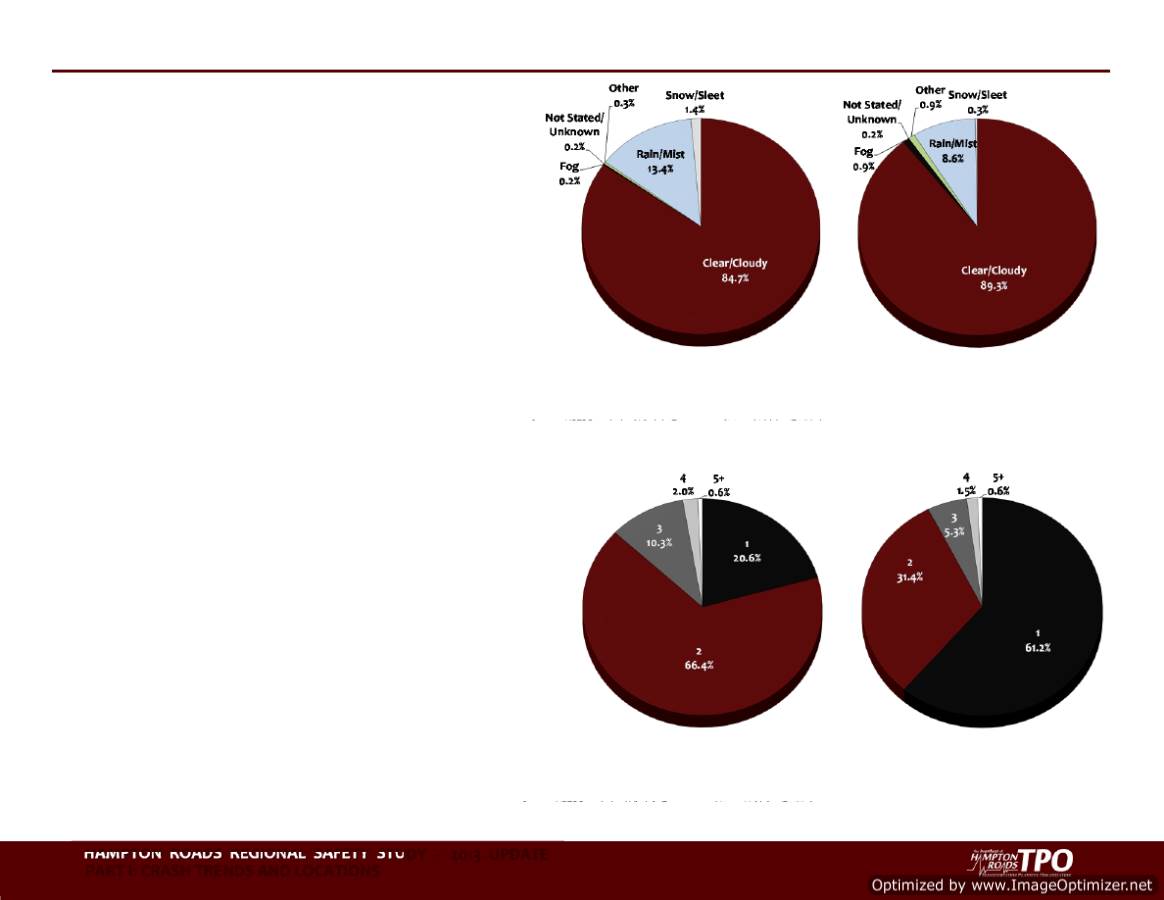 Other
0.3%
Snow/Sleet
1.4%
Not Stated/
Unknown
0.2%
Fog
0.2%
Rain/Mist
13.4%
Clear/Cloudy
84.7%
Other
0.9%
Snow/Sleet
0.3%
Not Stated/
Unknown
0.2%
Fog
0.9%
Rain/Mist
8.6%
Clear/Cloudy
89.3%
4
2.0%
5+
0.6%
3
10.3%
1
20.6%
2
66.4%
4
1.5%
5+
0.6%
3
5.3%
2
31.4%
1
61.2%
HAMPTON ROADS REGIONAL SAFETY STUDY 2013 UPDATE
PART I: CRASH TRENDS AND LOCATIONS
HAMPTON
ROADS TPO
Optimized by www.ImageOptimizer.net